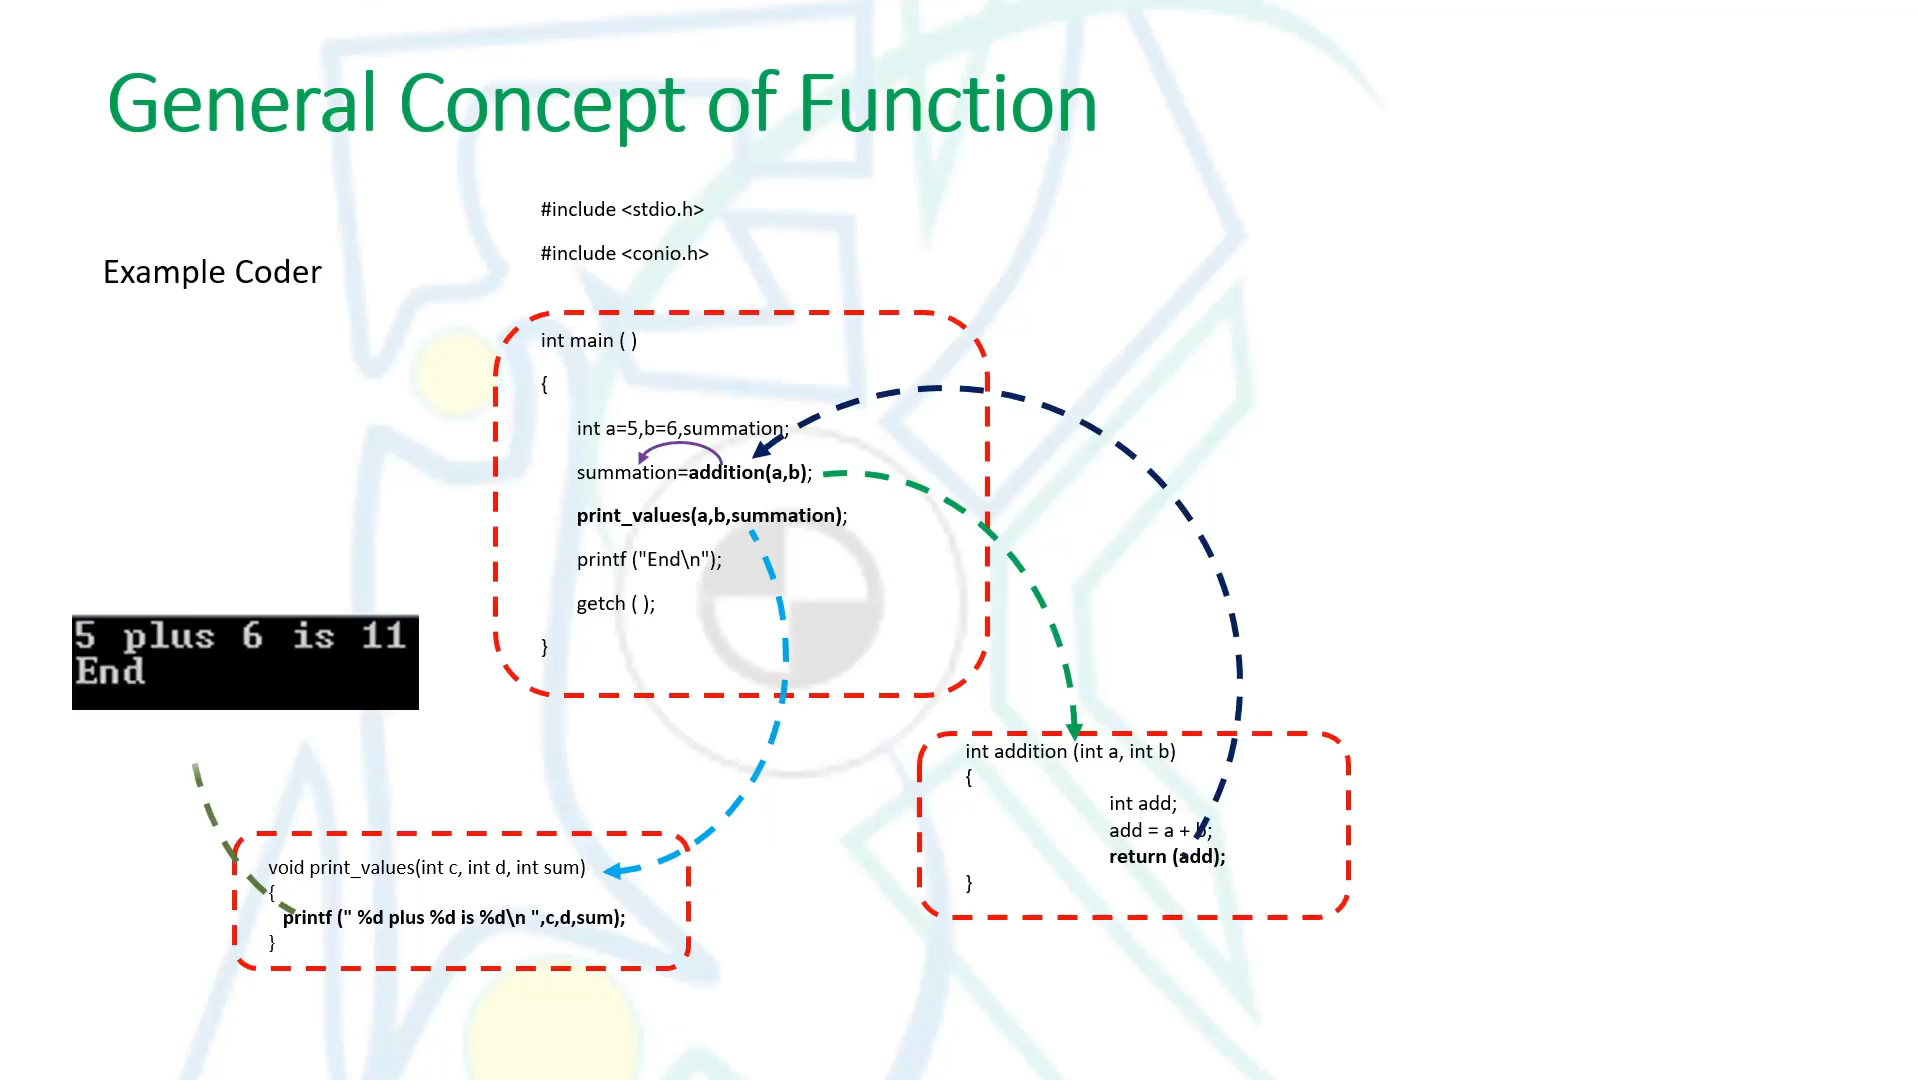 General Concept of Function
Example Coder
#include <stdio.h>
#include <conio.h>
int main ( )
{
int a=5,b=6,summation;
summation=addition(a,b);
print_values(a,b,summation);
printf ("End\n");
getch ( );
}
5 plus 6 is 11
End
void print_values(int c, int d, int sum)
{
printf (" %d plus %d is %d\n ",c,d,sum);
}
int addition (int a, int b)
{
int add;
add = a + b;
return (add);
}